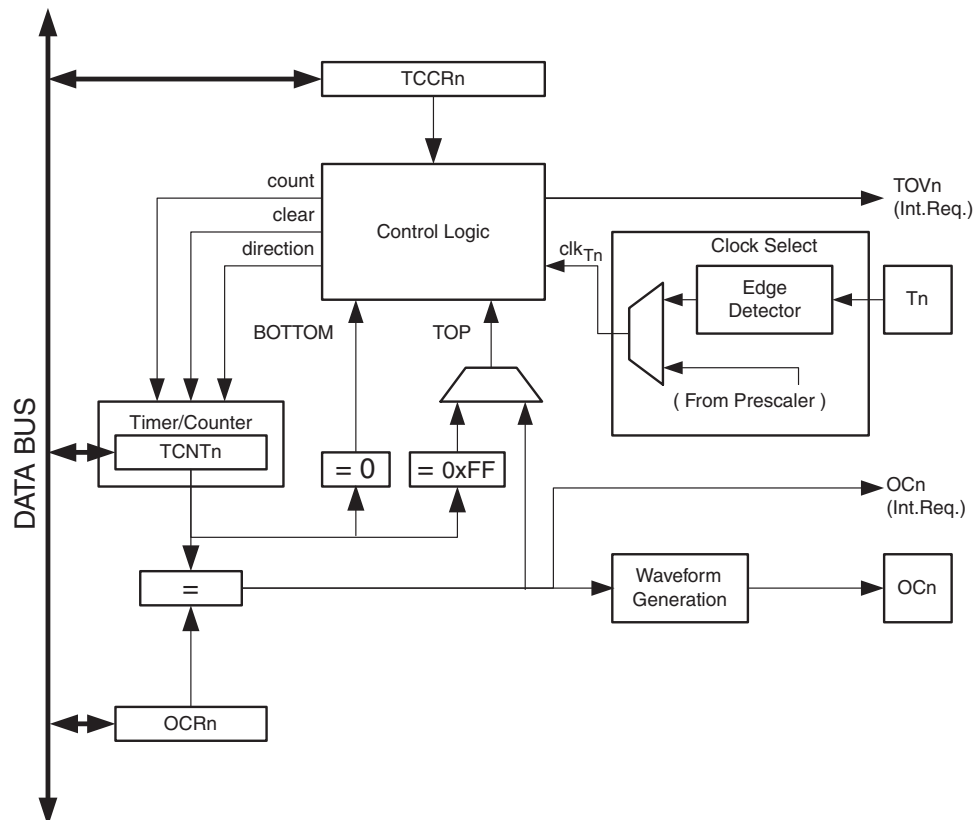 TCCRn
count
clear
direction
Control Logic
TOVn
(Int.Req.)
clkTn
Clock Select
Edge
Detector
Tn
BOTTOM
TOP
( From Prescaler )
Timer/Counter
TCNTn
DATA BUS
= 0
= 0xFF
OCn
(Int.Req.)
=
Waveform
Generation
OCn
OCRn